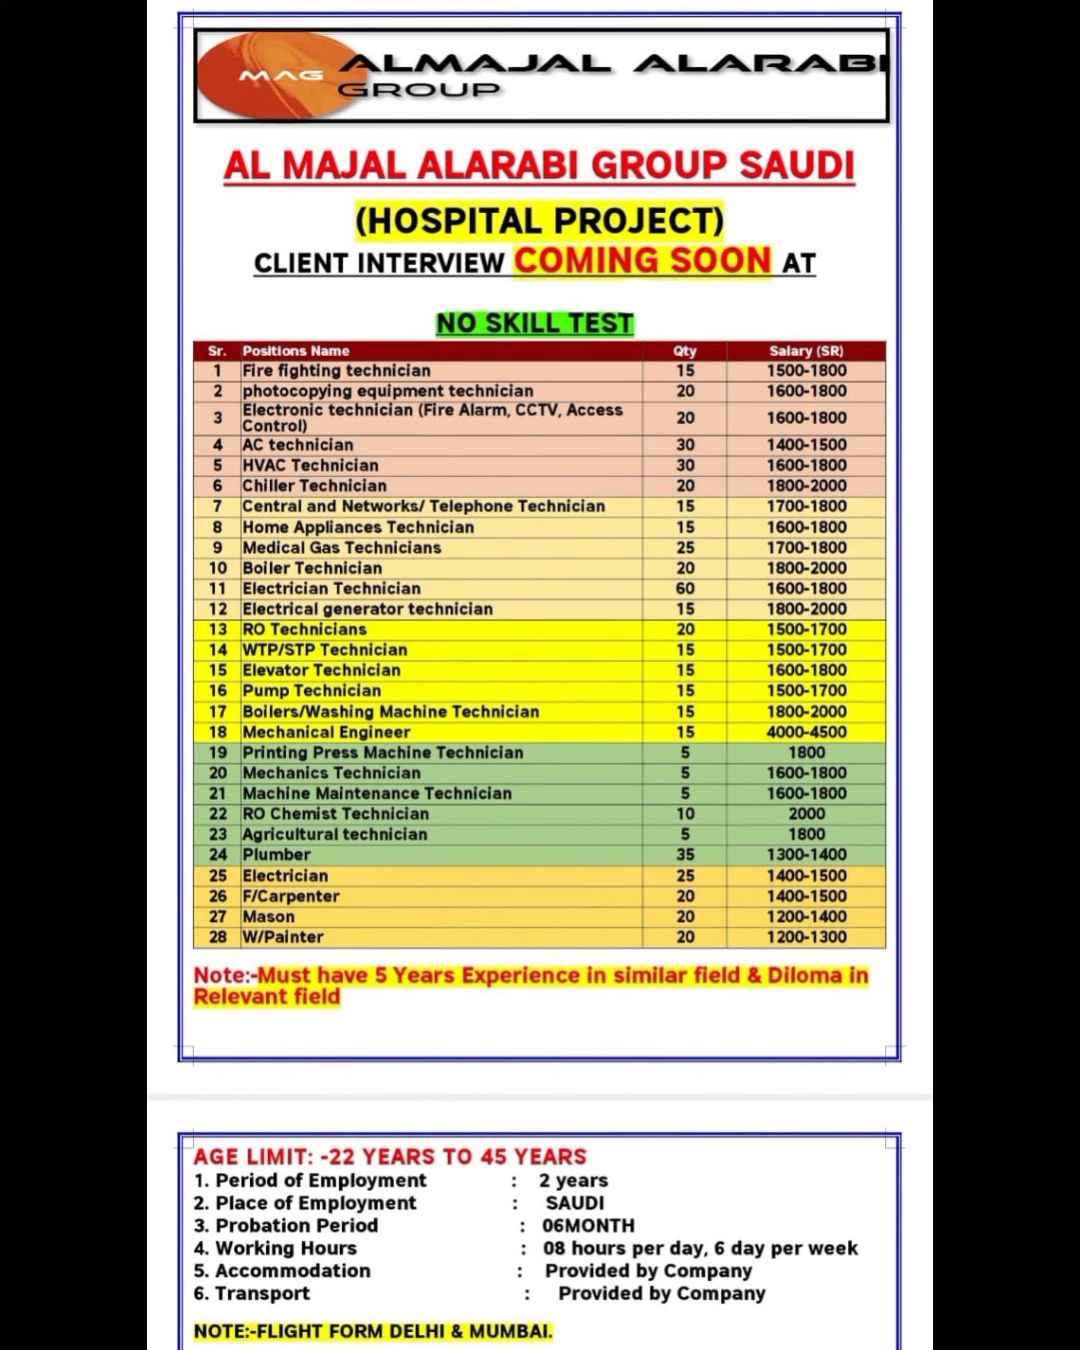 MAG ALMAJAL ALARABI
GROUP
AL MAJAL ALARABI GROUP SAUDI
(HOSPITAL PROJECT)
CLIENT INTERVIEW COMING SOON AT
NO SKILL TEST
Sr. Positions Name Qty Salary (SR)
1 Fire fighting technician 15 1500-1800
2 photocopying equipment technician 20 1600-1800
3 Electronic technician (Fire Alarm, CCTV, Access Control) 20 1600-1800
4 AC technician 30 1400-1500
5 HVAC Technician 30 1600-1800
6 Chiller Technician 20 1800-2000
7 Central and Networks/ Telephone Technician 15 1700-1800
8 Home Appliances Technician 15 1600-1800
9 Medical Gas Technicians 25 1700-1800
10 Boiler Technician 20 1800-2000
11 Electrician Technician 60 1600-1800
12 Electrical generator technician 15 1800-2000
13 RO Technicians 20 1500-1700
14 WTP/STP Technician 15 1500-1700
15 Elevator Technician 15 1600-1800
16 Pump Technician 15 1500-1700
17 Boilers/Washing Machine Technician 15 1800-2000
18 Mechanical Engineer 15 4000-4500
19 Printing Press Machine Technician 5 1800
20 Mechanics Technician 5 1600-1800
21 Machine Maintenance Technician 5 1600-1800
22 RO Chemist Technician 10 2000
23 Agricultural technician 5 1800
24 Plumber 35 1300-1400
25 Electrician 25 1400-1500
26 F/Carpenter 20 1400-1500
27 Mason 20 1200-1400
28 W/Painter 20 1200-1300
Note:-Must have 5 Years Experience in similar field & Diloma in
Relevant field
AGE LIMIT: -22 YEARS TO 45 YEARS
1. Period of Employment : 2 years
2. Place of Employment : SAUDI
3. Probation Period : 06MONTH
4. Working Hours : 08 hours per day, 6 day per week
5. Accommodation : Provided by Company
6. Transport : Provided by Company
NOTE:-FLIGHT FORM DELHI & MUMBAI.